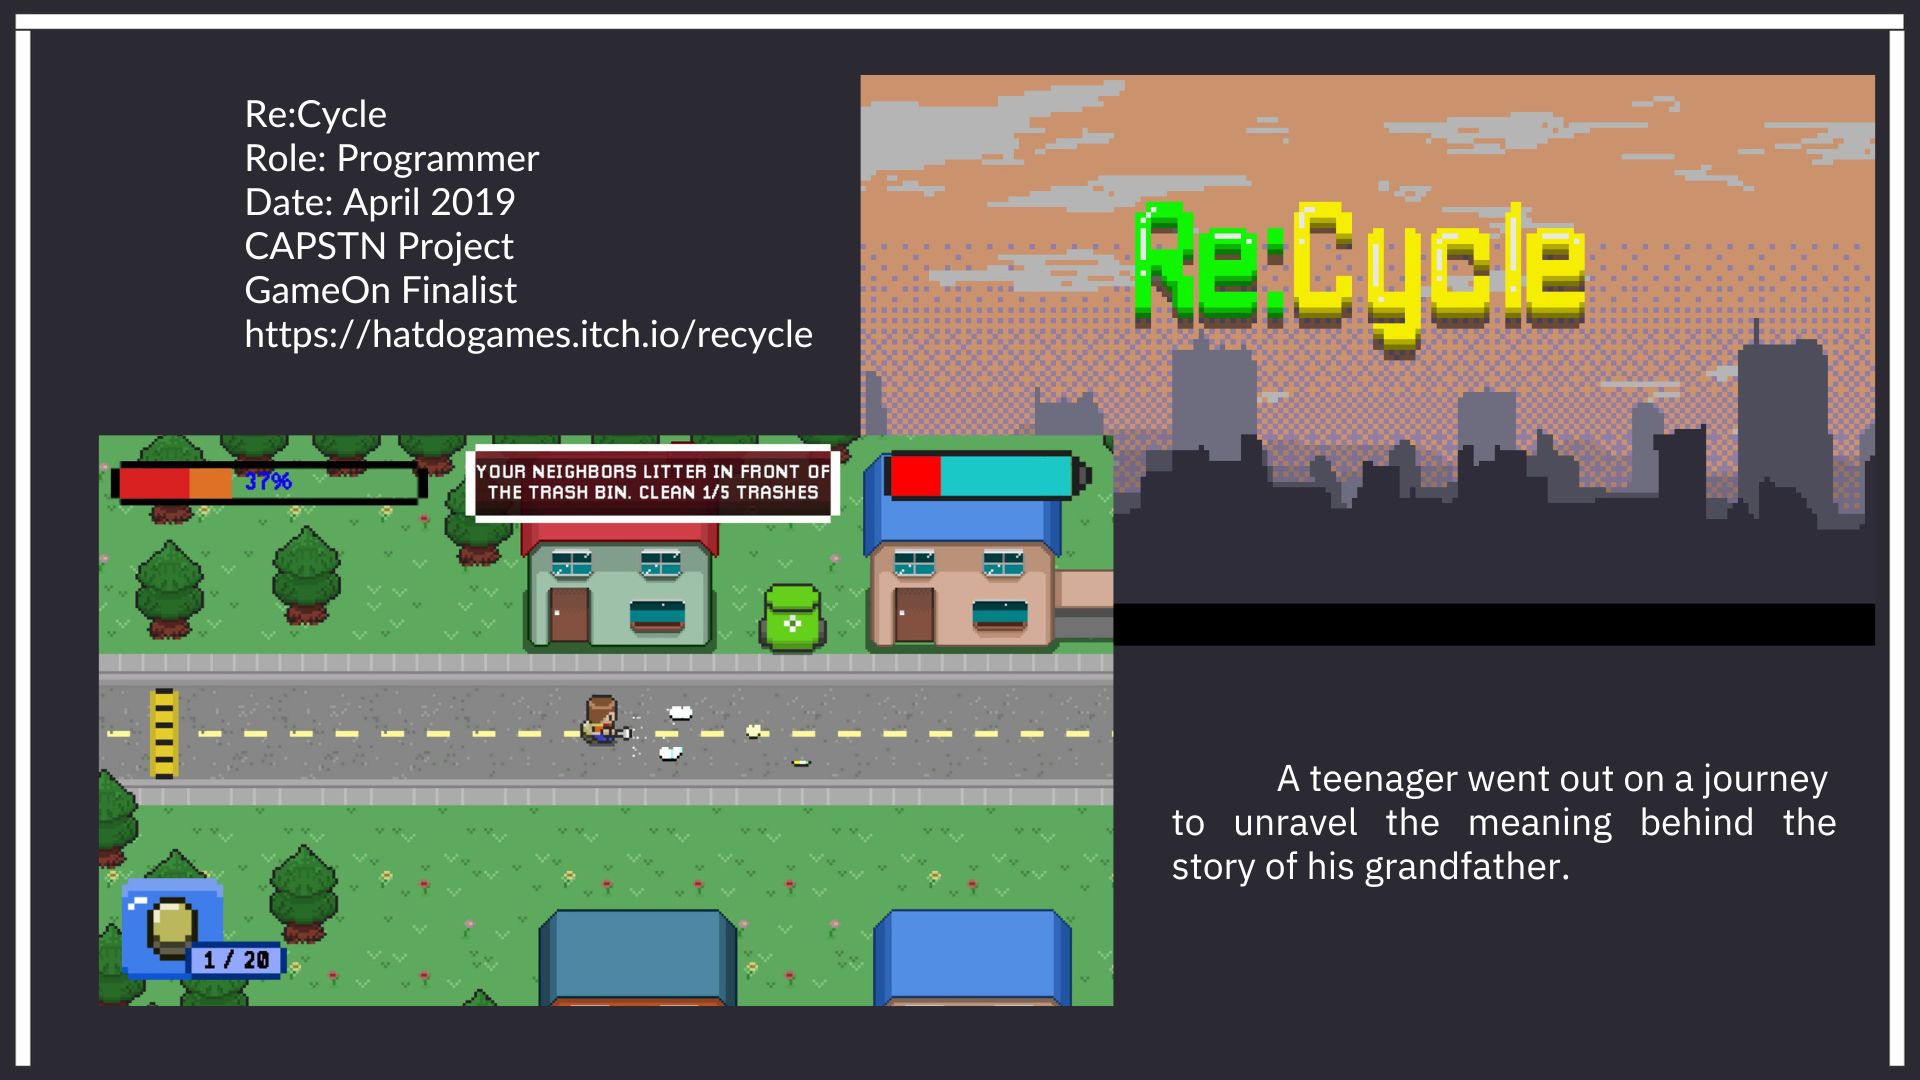 Re:Cycle
Role: Programmer
Date: April 2019
CAPSTN Project
GameOn Finalist
https://hatdogames.itch.io/recycle
Re:Cycle
37%
YOUR NEIGHBORS LITTER IN FRONT OF
THE TRASH BIN. CLEAN 1/5 TRASHES
1 / 20
A teenager went out on a journey
to unravel the meaning behind the
story of his grandfather.